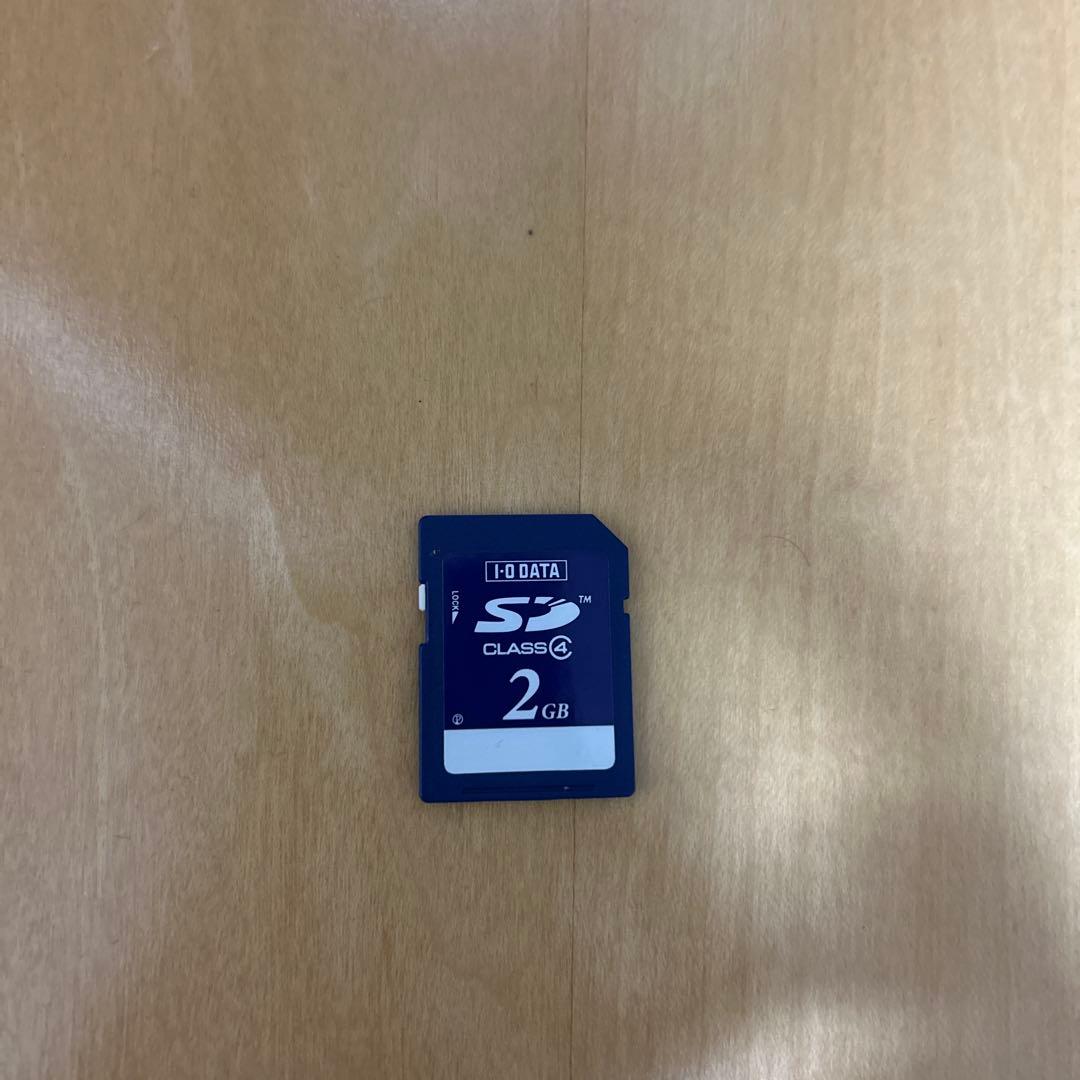 I-O DATA
LOCK
SD™
CLASS4
2GB